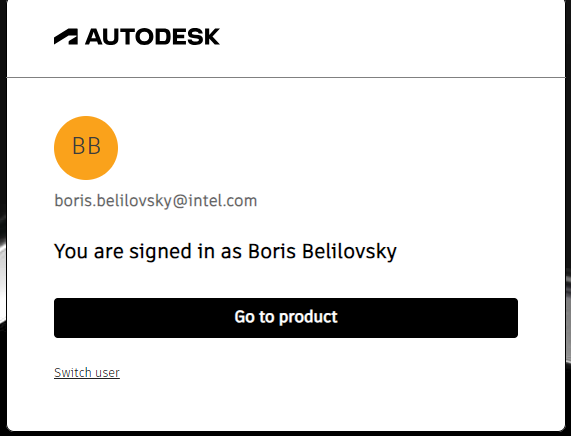 AUTODESK
BB
boris.belilovsky@intel.com
You are signed in as Boris Belilovsky
Go to product
Switch user